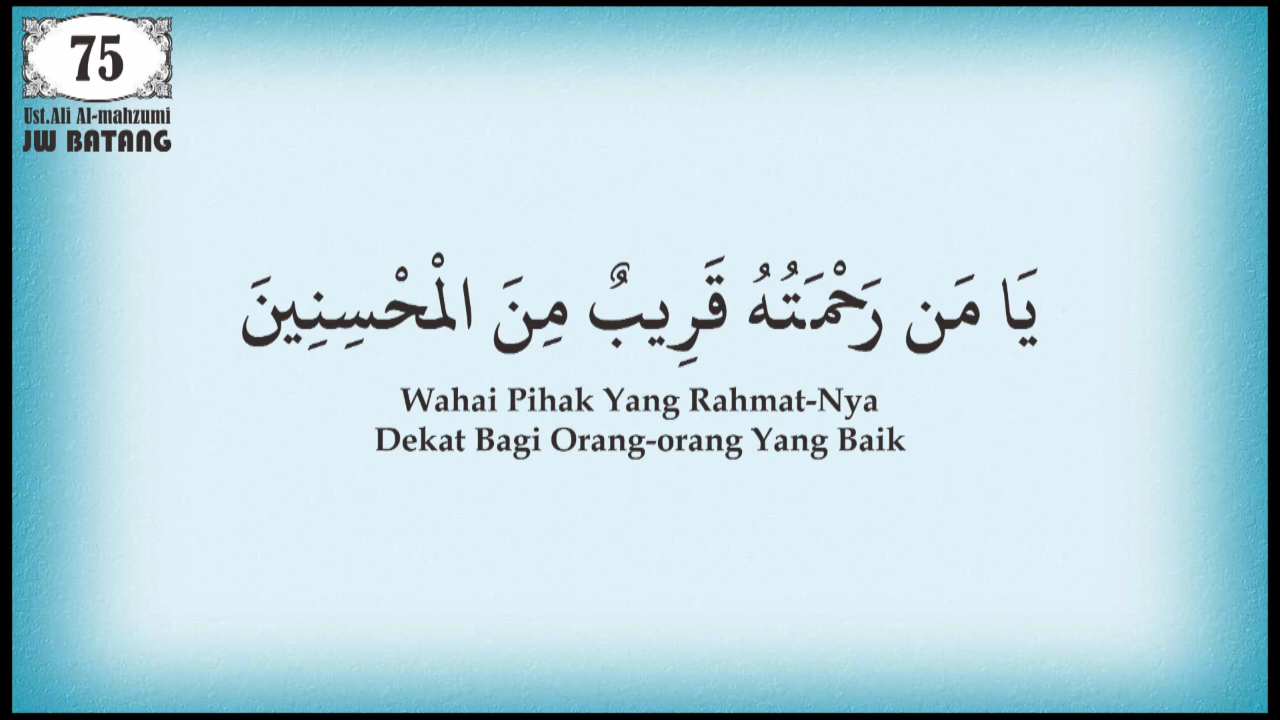 75
Ust.Ali Al-mahzumi
JW BATANG
يَا مَن رَحْمَتُهُ قَرِيبٌ مِنَ الْمُحْسِنِينَ
Wahai Pihak Yang Rahmat-Nya
Dekat Bagi Orang-orang Yang Baik